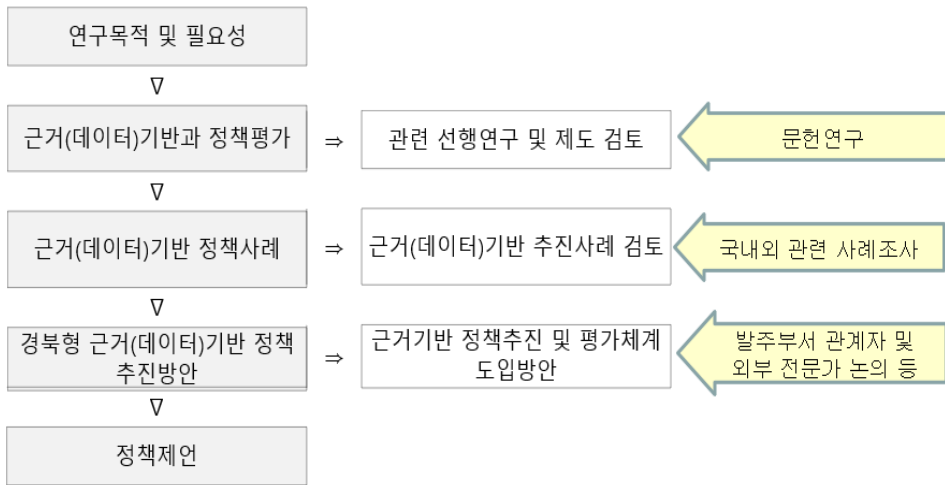 연구목적 및 필요성
∇
근거(데이터)기반과 정책평가 ⇒ 관련 선행연구 및 제도 검토 문헌연구
∇
근거(데이터)기반 정책사례 ⇒ 근거(데이터)기반 추진사례 검토 국내외 관련 사례조사
∇
경북형 근거(데이터)기반 정책
추진방안
⇒
근거기반 정책추진 및 평가체계
도입방안
발주부서 관계자 및
외부 전문가 논의 등
∇
정책제언